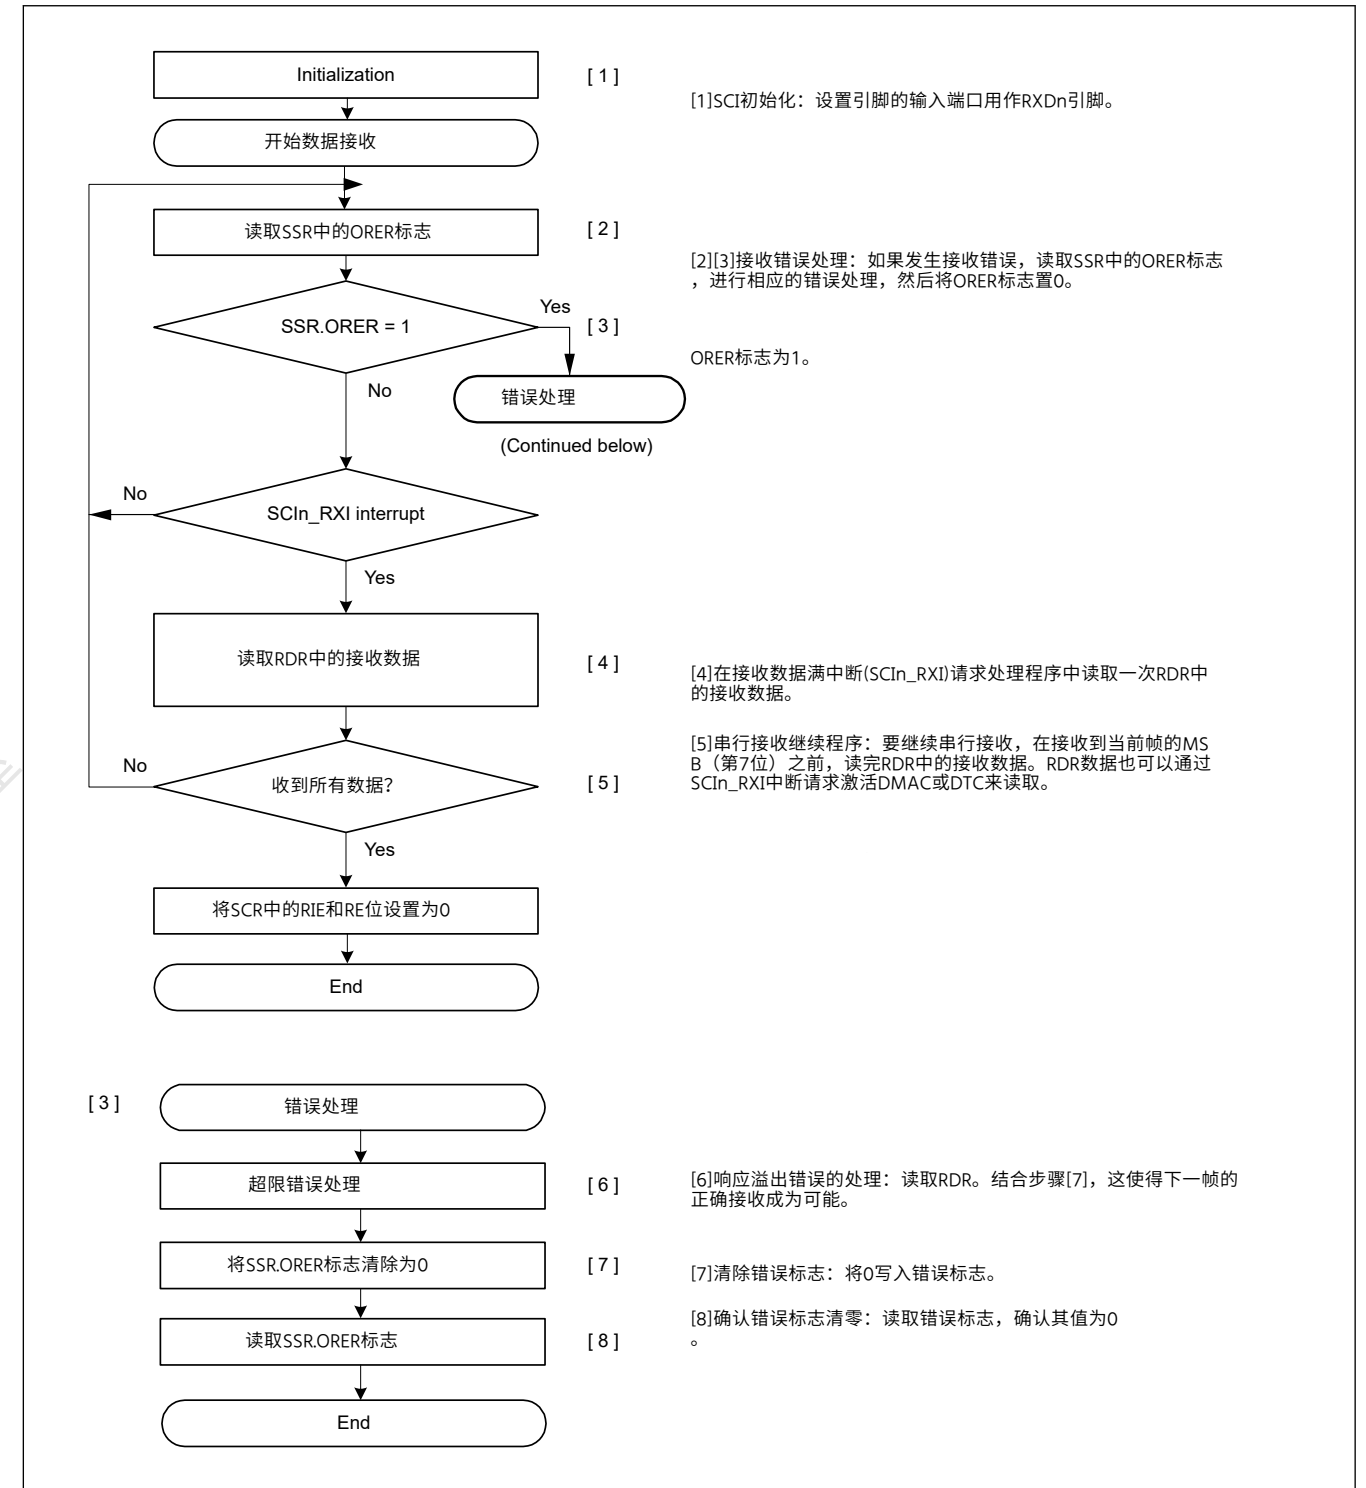 Initialization
[ 1 ]
[1]SCI初始化：设置引脚的输入端口用作RXDn引脚。
开始数据接收
读取SSR中的ORER标志
[ 2 ]
[2][3]接收错误处理：如果发生接收错误，读取SSR中的ORER标志
，进行相应的错误处理，然后将ORER标志置0。
SSR.ORER = 1
Yes
[ 3 ]
ORER标志为1。
No
错误处理
(Continued below)
No
SCIn_RXI interrupt
Yes
读取RDR中的接收数据
[ 4 ]
[4]在接收数据满中断(SCIn_RXI)请求处理程序中读取一次RDR中
的接收数据。
[5]串行接收继续程序：要继续串行接收，在接收到当前帧的MS
B（第7位）之前，读完RDR中的接收数据。RDR数据也可以通过
SCIn_RXI中断请求激活DMAC或DTC来读取。
No
收到所有数据？
[ 5 ]
Yes
将SCR中的RIE和RE位设置为0
End
[ 3 ]
错误处理
超限错误处理
[ 6 ]
[6]响应溢出错误的处理：读取RDR。结合步骤[7]，这使得下一帧的
正确接收成为可能。
将SSR.ORER标志清除为0
[ 7 ]
[7]清除错误标志：将0写入错误标志。
读取SSR.ORER标志
[ 8 ]
[8]确认错误标志清零：读取错误标志，确认其值为0
。
End